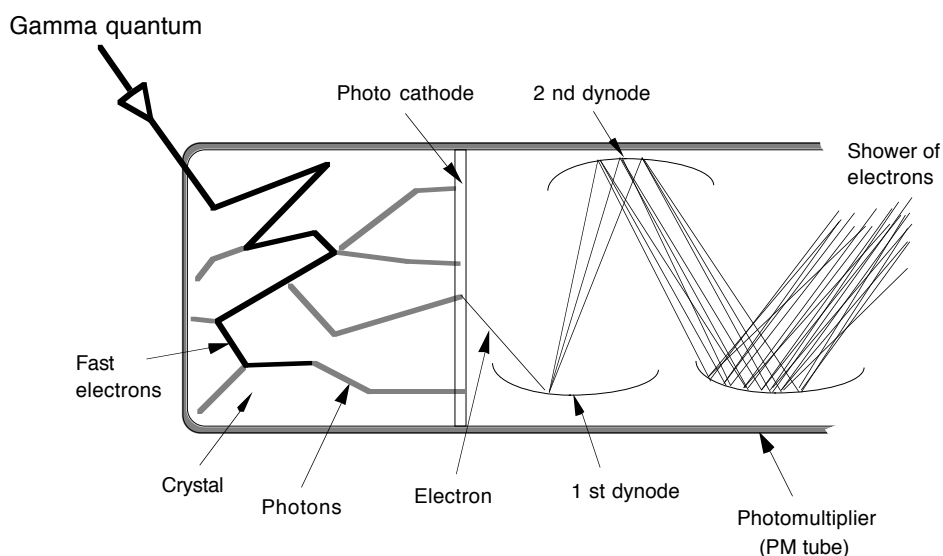 Gamma quantum
Photo cathode
2 nd dynode
Shower of
electrons
Fast
electrons
Crystal
Photons
Electron
1 st dynode
Photomultiplier
(PM tube)